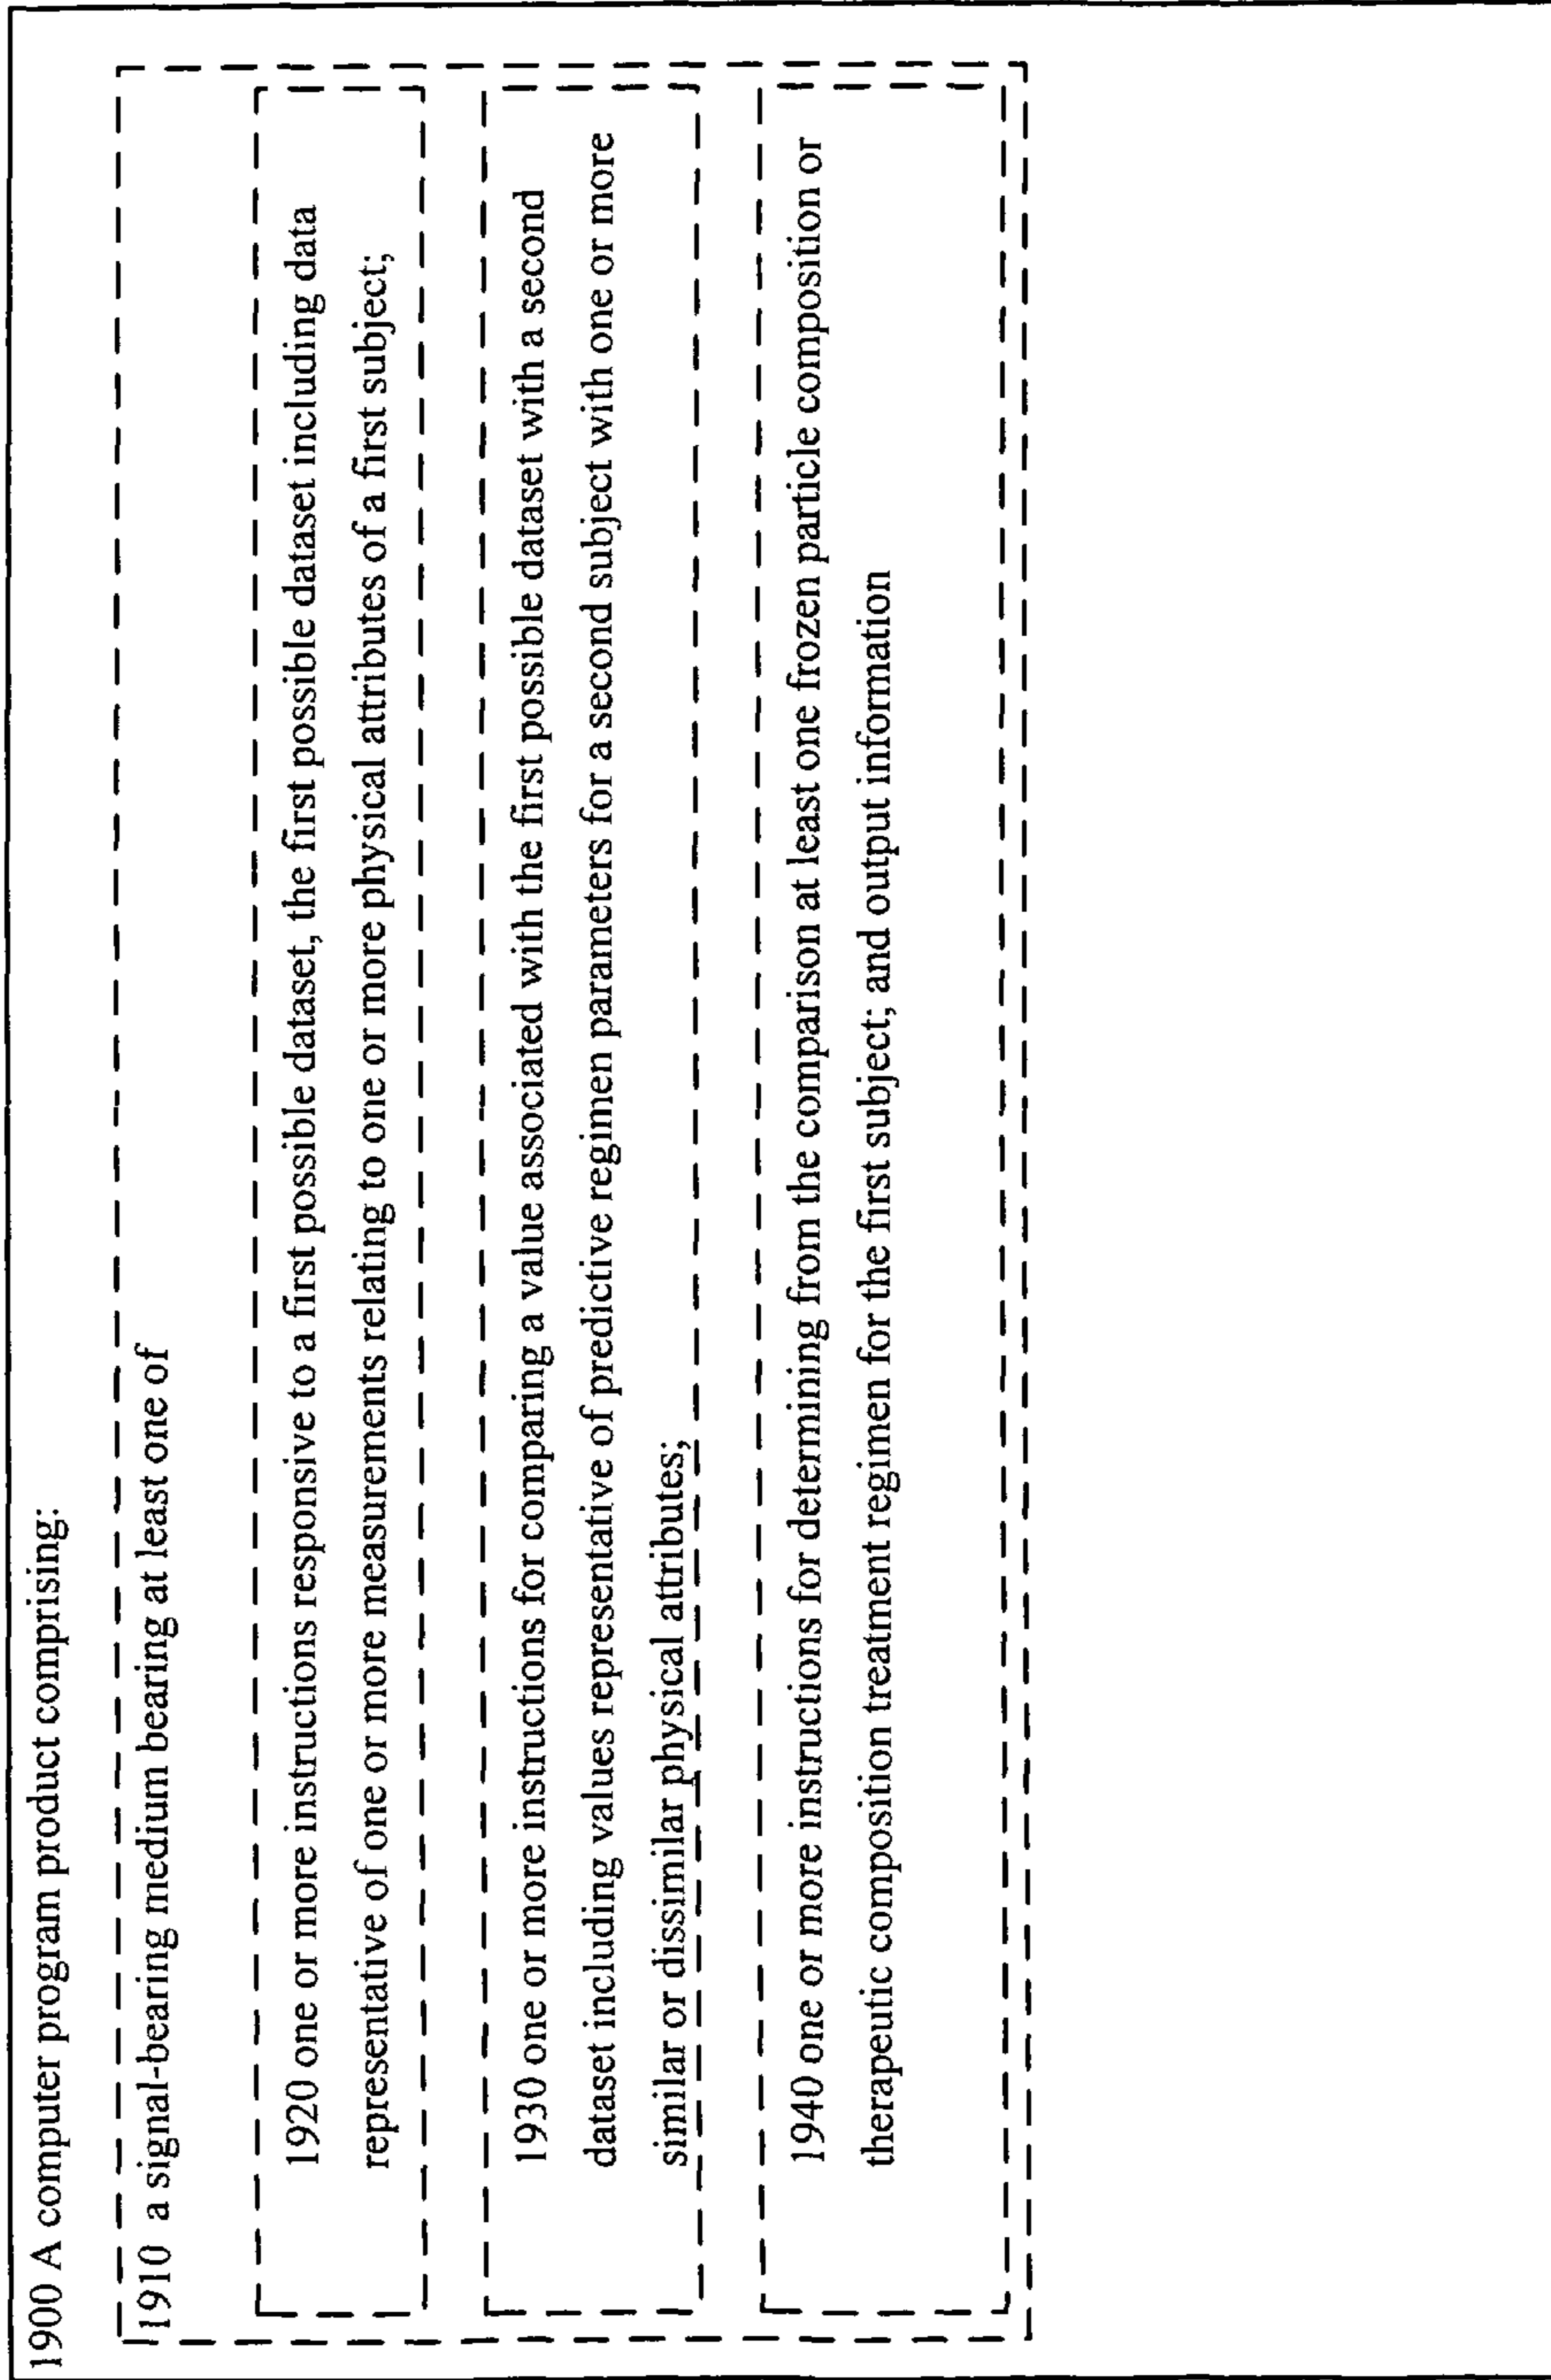 1900 A computer program product comprising:
1910 a signal-bearing medium bearing at least one of
1920 one or more instructions responsive to a first possible dataset, the first possible dataset including data
representative of one or more measurements relating to one or more physical attributes of a first subject;
1930 one or more instructions for comparing a value associated with the first possible dataset with a second
dataset including values representative of predictive regimen parameters for a second subject with one or more
similar or dissimilar physical attributes;
1940 one or more instructions for determining from the comparison at least one frozen particle composition or
therapeutic composition treatment regimen for the first subject; and output information